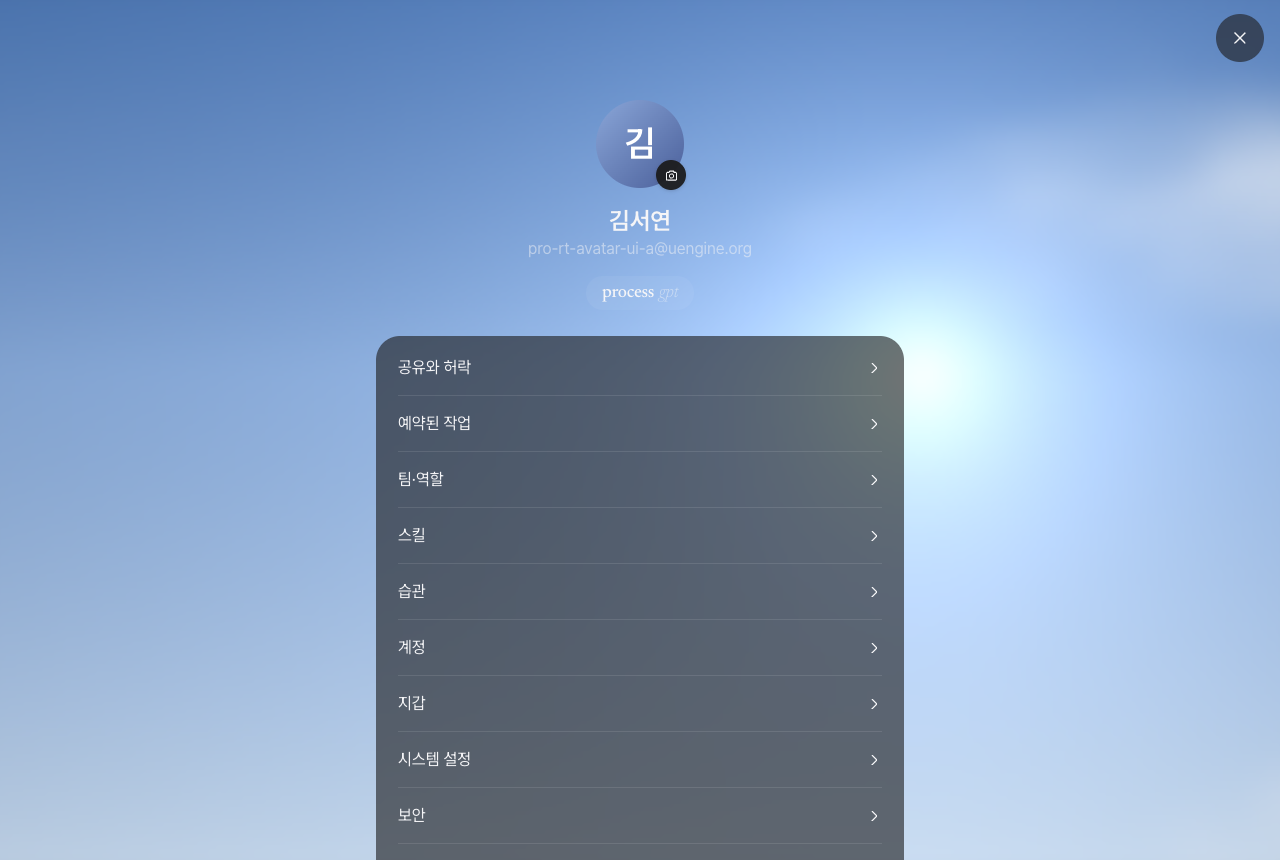 김
김서연
pro-rt-avatar-ui-a@uengine.org
process gpt
공유와 허락
예약된 작업
팀·역할
스킬
습관
계정
지갑
시스템 설정
보안